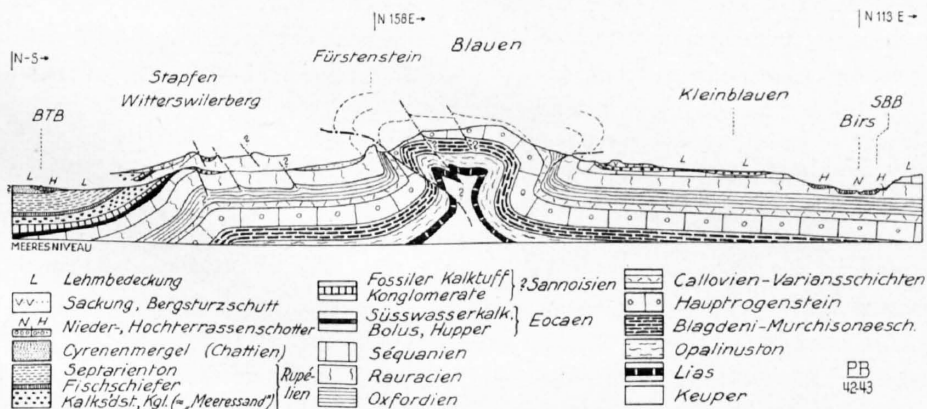 N 158 E→
N 113 E→
N-S→
Fürstenstein
Blauen
Stapfen
Witterswilerberg
Kleinblauen
SBB
Birs
BTB
L H L
L L L
H N H L
?
?
?
MEERESNIVEAU
L Lehmbedeckung
Sackung, Bergsturzschutt
N H
Nieder-, Hochterrassenschotter
Cyrenenmergel (Chattien)
Septarienton
Fischschiefer
Kalksdst., Kgl. (= „Meeressand")
Rupé-
lien
Fossiler Kalktuff
Konglomerate
? Sannoisien
Süsswasserkalk,
Bolus, Hupper
Eocaen
Séquanien
Rauracien
Oxfordien
Callovien-Variansschichten
Hauptrogenstein
Blagdeni-Murchisonaesch.
Opalinuston
Lias
Keuper
PB
4243